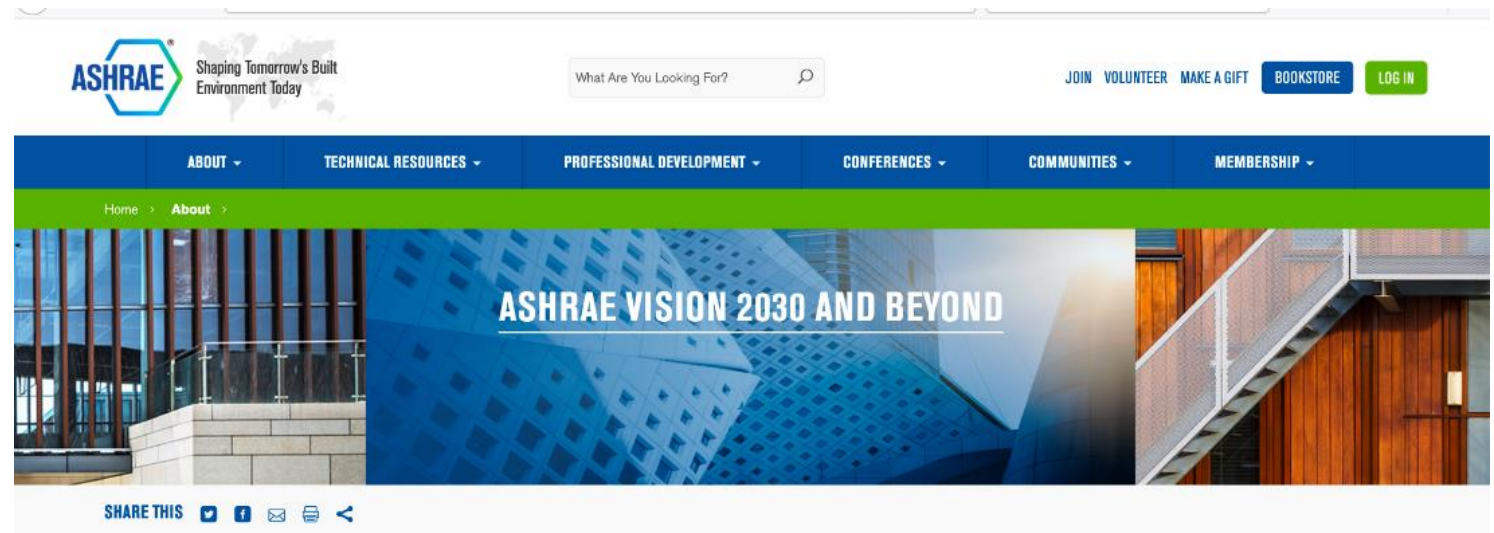 ASHRAE
Shaping Tomorrow's Built
Environment Today
What Are You Looking For?
JOIN VOLUNTEER MAKE A GIFT BOOKSTORE LOG IN
ABOUT TECHNICAL RESOURCES PROFESSIONAL DEVELOPMENT CONFERENCES COMMUNITIES MEMBERSHIP
Home > About >
ASHRAE VISION 2030 AND BEYOND
SHARE THIS